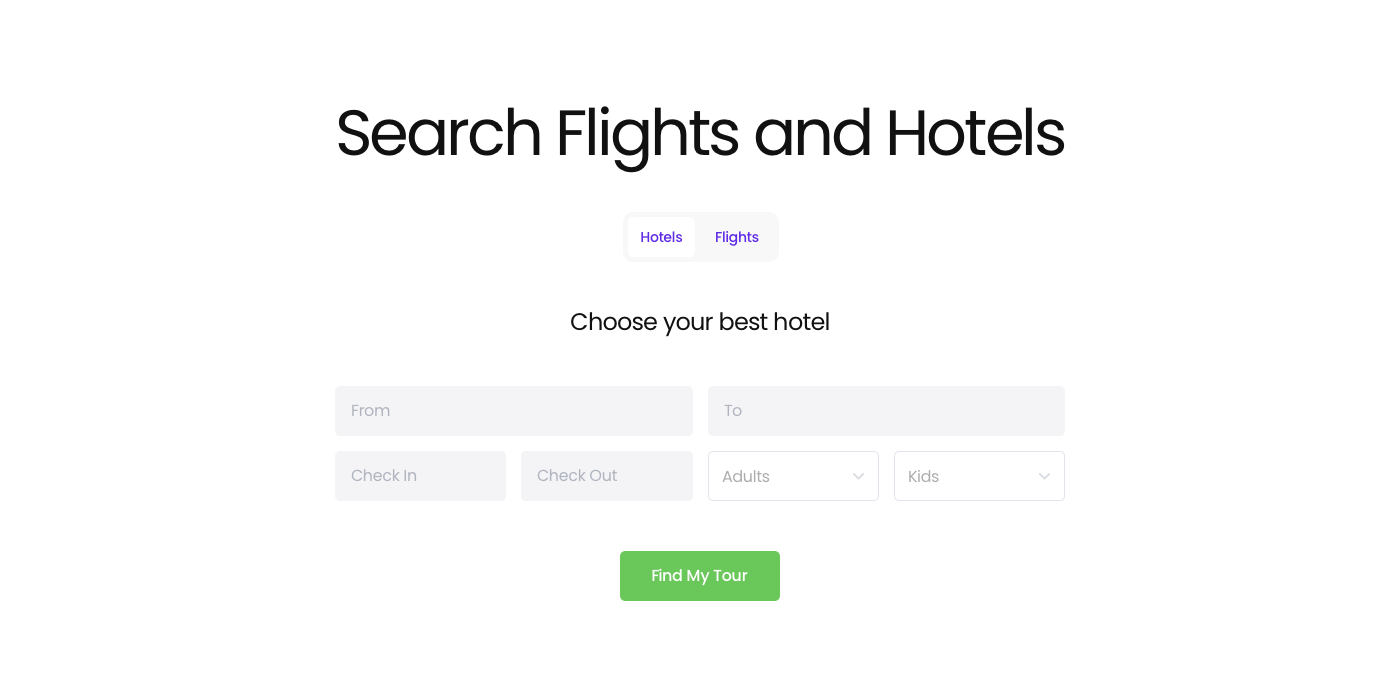 Search Flights and Hotels
Hotels Flights
Choose your best hotel
From To
Check In Check Out Adults Kids
Find My Tour